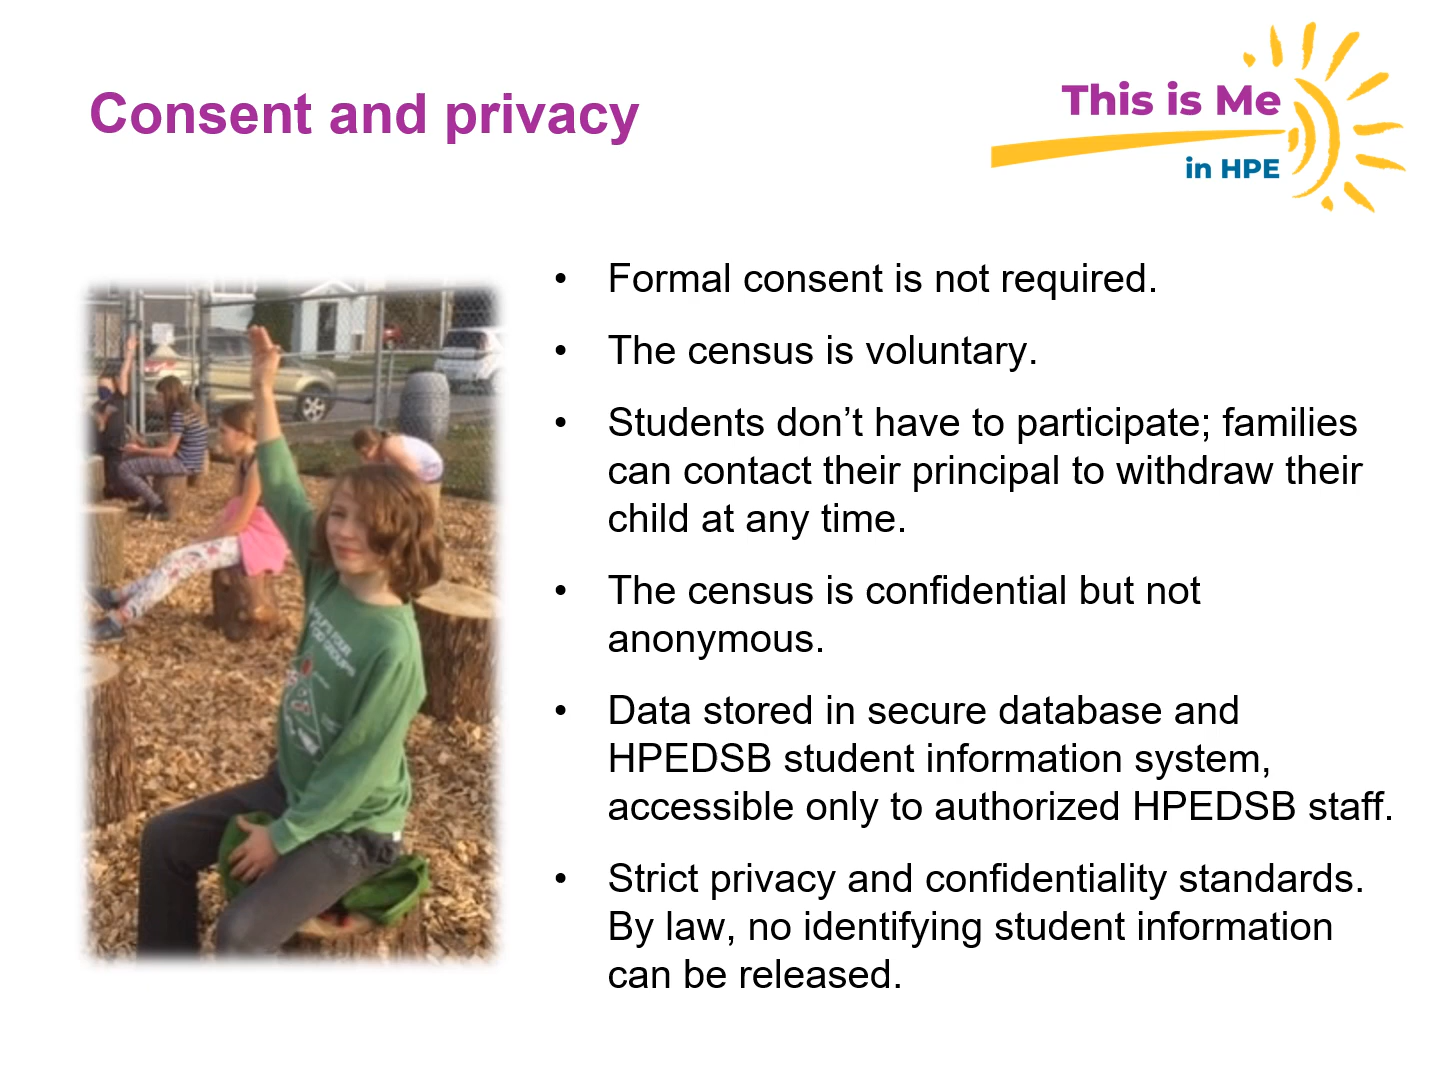 Consent and privacy
This is Me
in HPE
• Formal consent is not required.
• The census is voluntary.
• Students don’t have to participate; families
can contact their principal to withdraw their
child at any time.
• The census is confidential but not
anonymous.
• Data stored in secure database and
HPEDSB student information system,
accessible only to authorized HPEDSB staff.
• Strict privacy and confidentiality standards.
By law, no identifying student information
can be released.